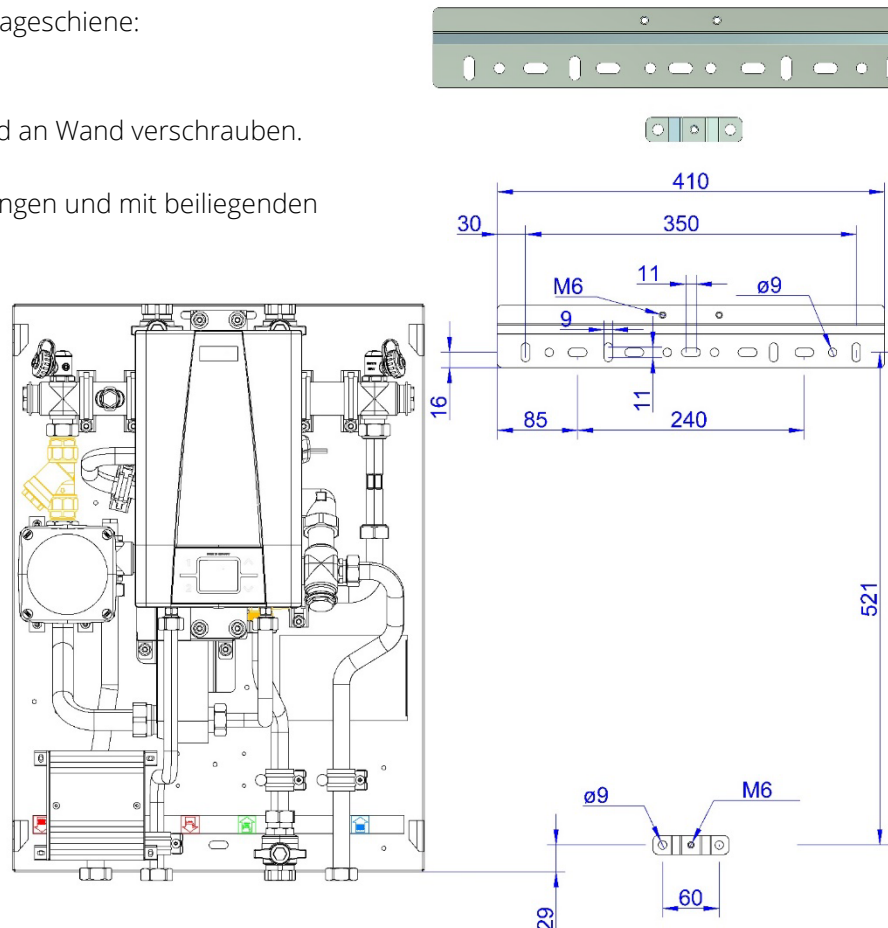 ageschiene:
d an Wand verschrauben.
ngen und mit beiliegenden
410
30
350
11
M6
ø9
9
16
11
85
240
521
ø9
M6
29
60